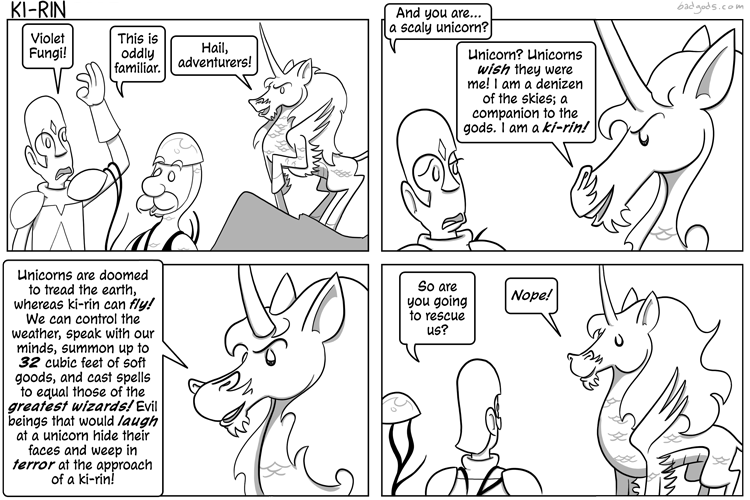 KI-RIN
badgods.com
Violet
Fungi!
This is
oddly
familiar.
Hail,
adventurers!
And you are...
a scaly unicorn?
Unicorn? Unicorns
wish they were
me! I am a denizen
of the skies; a
companion to the
gods. I am a ki-rin!
Unicorns are doomed
to tread the earth,
whereas ki-rin can fly!
We can control the
weather, speak with our
minds, summon up to
32 cubic feet of soft
goods, and cast spells
to equal those of the
greatest wizards! Evil
beings that would laugh
at a unicorn hide their
faces and weep in
terror at the approach
of a ki-rin!
So are
you going
to rescue
us?
Nope!